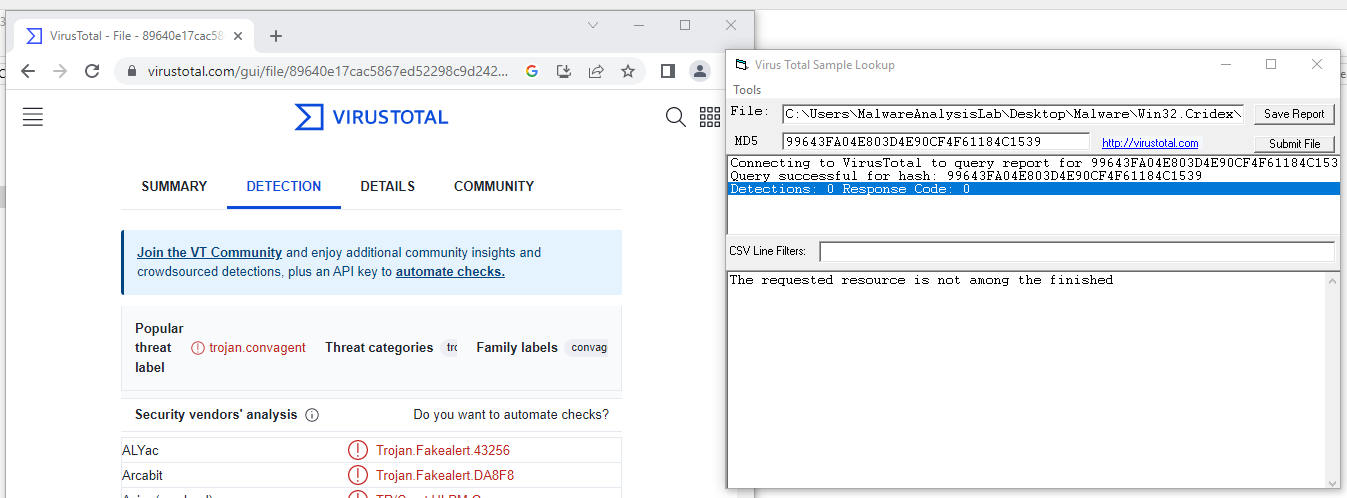 VirusTotal - File - 89640e17cac58
virustotal.com/gui/file/89640e17cac5867ed52298c9d242...
VIRUSTOTAL
SUMMARY DETECTION DETAILS COMMUNITY
Join the VT Community and enjoy additional community insights and
crowdsourced detections, plus an API key to automate checks.
Popular
threat
label
trojan.convagent Threat categories Family labels convag
Security vendors' analysis Do you want to automate checks?
ALYac Trojan.Fakealert.43256
Arcabit Trojan.Fakealert.DA8F8
Virus Total Sample Lookup
Tools
File: C:\Users\MalwareAnalysisLab\Desktop\Malware\Win32.Cridex\ Save Report
MD5 99643FA04E803D4E90CF4F61184C1539 http://virustotal.com Submit File
Connecting to VirusTotal to query report for 99643FA04E803D4E90CF4F61184C153
Query successful for hash: 99643FA04E803D4E90CF4F61184C1539
Detections: 0 Response Code: 0
CSV Line Filters:
The requested resource is not among the finished